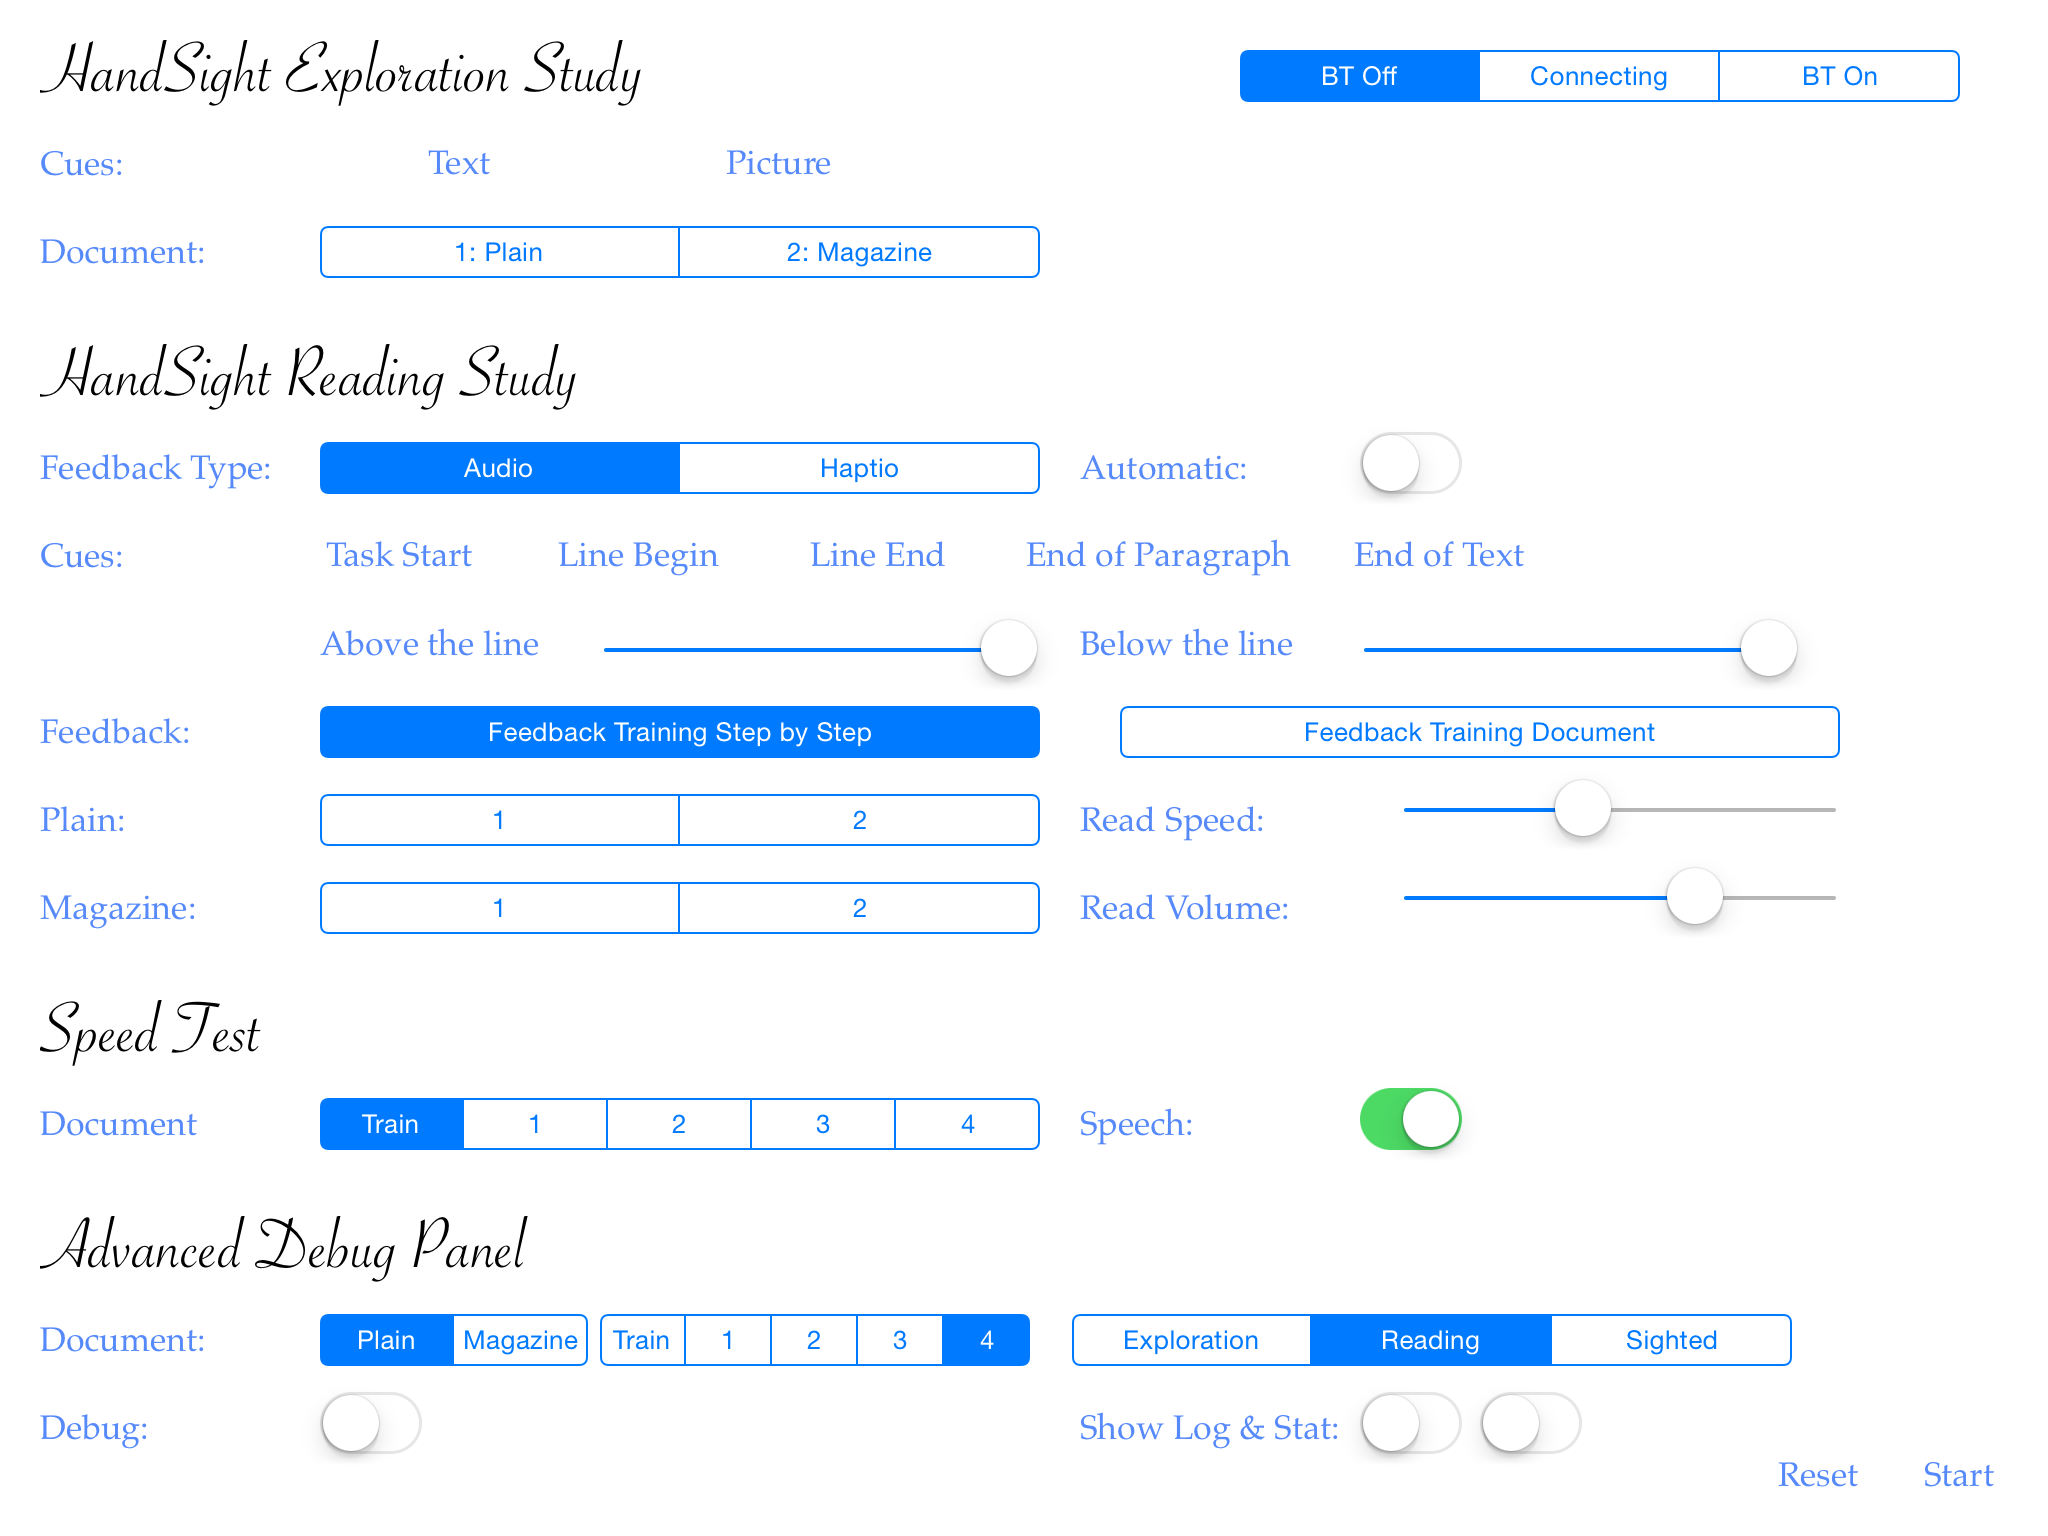 HandSight Exploration Study
BT Off Connecting BT On
Cues: Text Picture
Document: 1: Plain 2: Magazine
HandSight Reading Study
Feedback Type: Audio Haptio Automatic:
Cues: Task Start Line Begin Line End End of Paragraph End of Text
Above the line Below the line
Feedback: Feedback Training Step by Step Feedback Training Document
Plain: 1 2 Read Speed:
Magazine: 1 2 Read Volume:
Speed Test
Document Train 1 2 3 4 Speech:
Advanced Debug Panel
Document: Plain Magazine Train 1 2 3 4 Exploration Reading Sighted
Debug: Show Log & Stat:
Reset Start